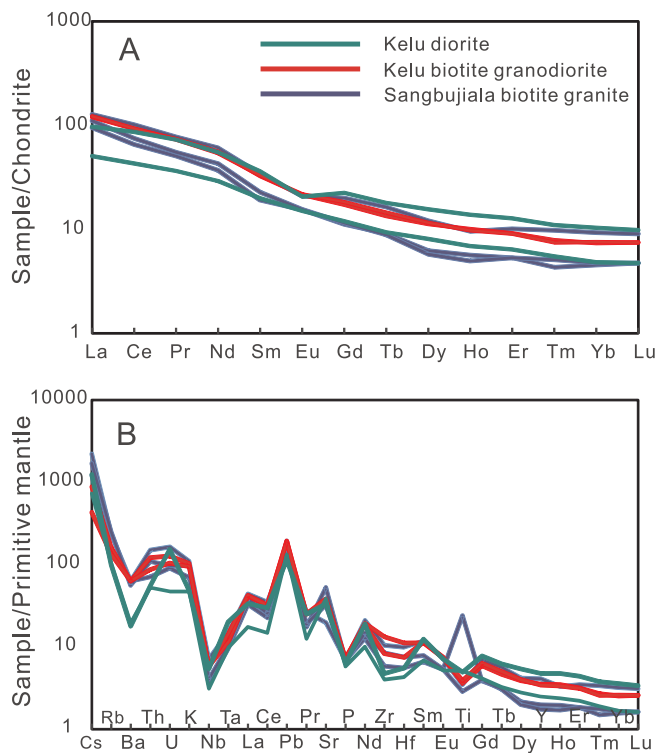 1000
A
Kelu diorite
Kelu biotite granodiorite
Sangbujiala biotite granite
100
10
1
Sample/Chondrite
La Ce Pr Nd Sm Eu Gd Tb Dy Ho Er Tm Yb Lu
10000
B
1000
100
10
1
Sample/Primitive mantle
Rb Th K Ta Ce Pr P Zr Sm Ti Tb Y Er Yb
Cs Ba U Nb La Pb Sr Nd Hf Eu Gd Dy Ho Tm Lu